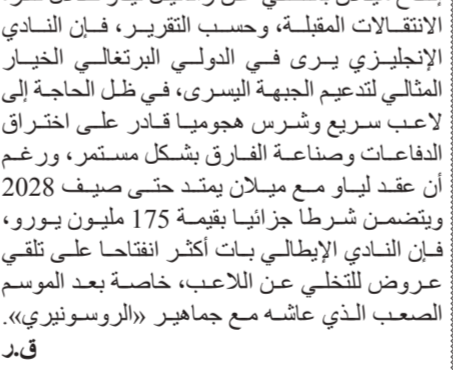 الانتقالات المقبلة، وحسب التقرير، فإن النادي
الإنجليزي يرى في الدولي البرتغالي الخيار
المثالي لتدعيم الجبهة اليسرى، في ظل الحاجة إلى
لاعب سريع وشرس هجوميا قادر على اختراق
الدفاعات وصناعة الفارق بشكل مستمر، ورغم
أن عقد لياو مع ميلان يمتد حتى صيف 2028
ويتضمن شرطا جزائيا بقيمة 175 مليون يورو،
فإن النادي الإيطالي بات أكثر انفتاحا على تلقي
عروض للتخلي عن اللاعب، خاصة بعد الموسم
الصعب الذي عاشه مع جماهير «الروسونيري».
ق.ر